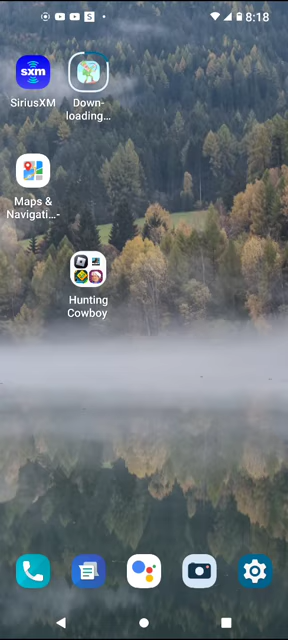 8:18
sxm
SiriusXM
Down-
loading...
Maps &
Navigati...-
Hunting
Cowboy